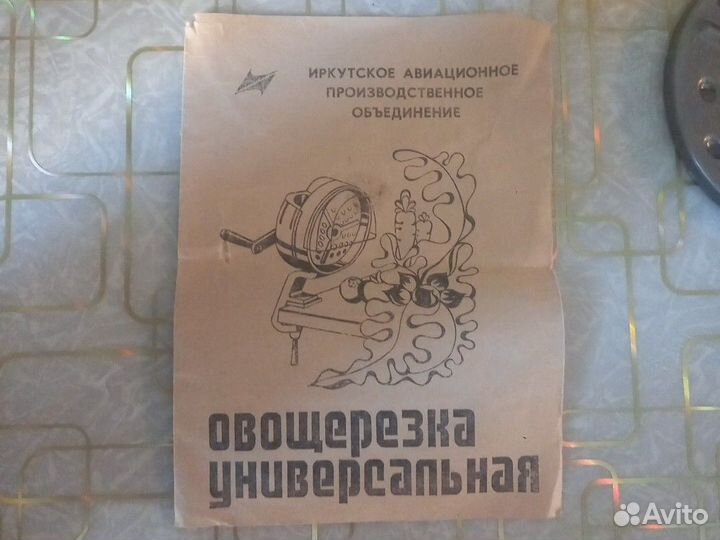 ИРКУТСКОЕ АВИАЦИОННОЕ
ПРОИЗВОДСТВЕННОЕ
ОБЪЕДИНЕНИЕ
овощерезка
универсальная
Avito